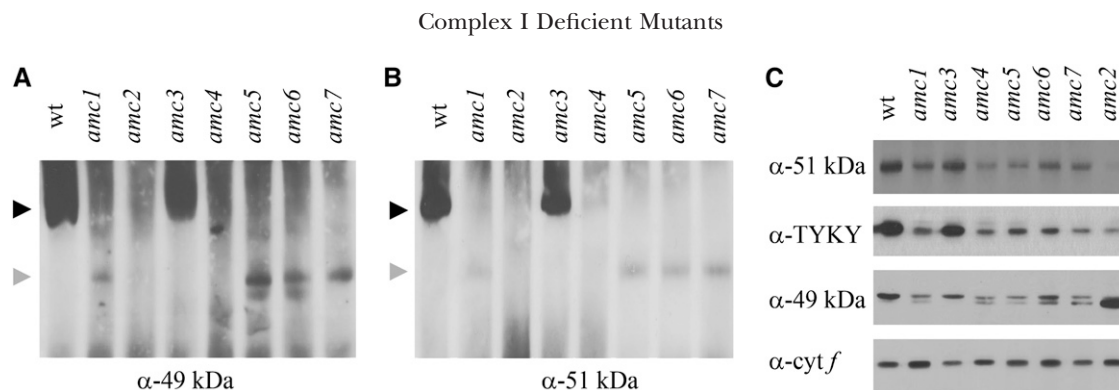 Complex I Deficient Mutants
A
wt amc1 amc2 amc3 amc4 amc5 amc6 amc7
α-49 kDa
B
wt amc1 amc2 amc3 amc4 amc5 amc6 amc7
α-51 kDa
C
wt amc1 amc3 amc4 amc5 amc6 amc7 amc2
α-51 kDa
α-TYKY
α-49 kDa
α-cyt f